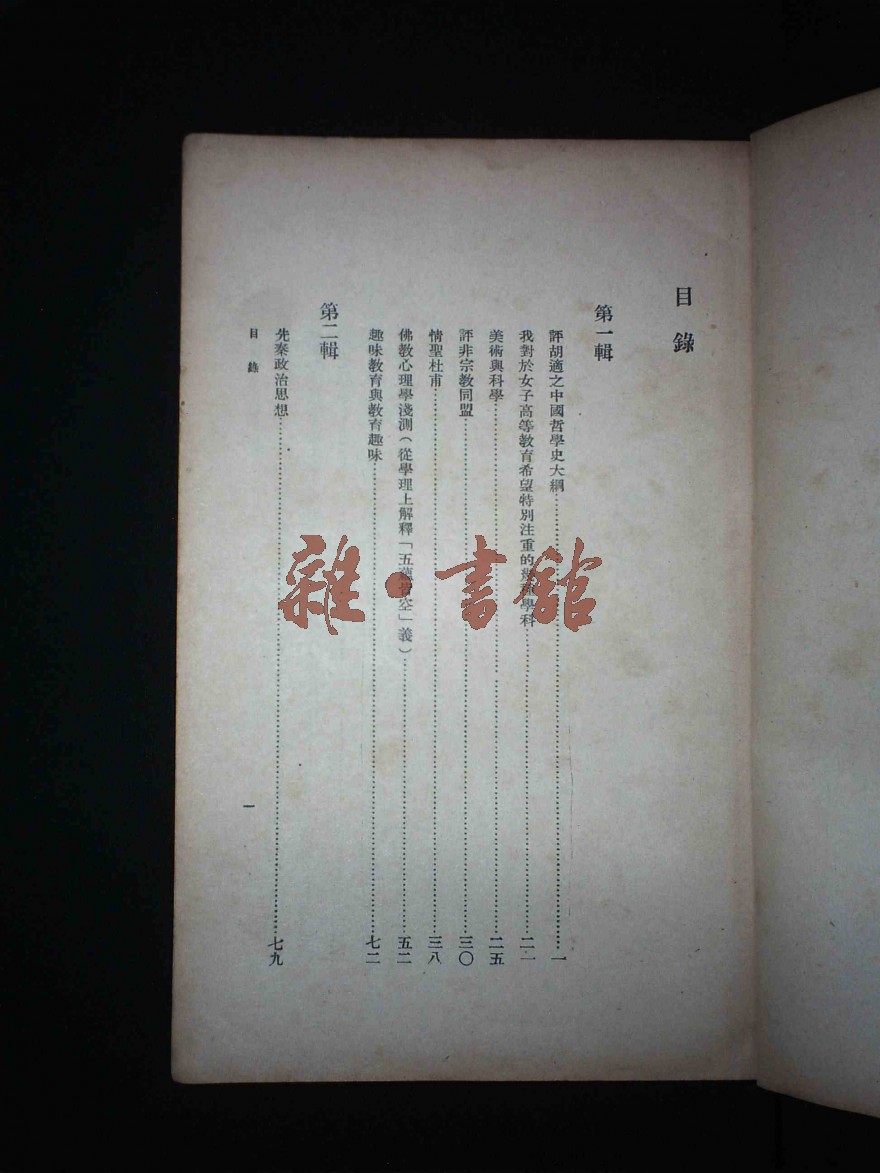 目錄
第一輯
評胡適之中國哲學史大綱……一
我對於女子高等教育希望特別注重的幾種學科……二一
美術與科學……二五
評非宗教同盟……三〇
情聖杜甫……三八
佛教心理學淺測(從學理上解釋「五蘊皆空」義)……五二
趣味教育與教育趣味……七二
第二輯
先秦政治思想……七九
目錄
一
雜·書館